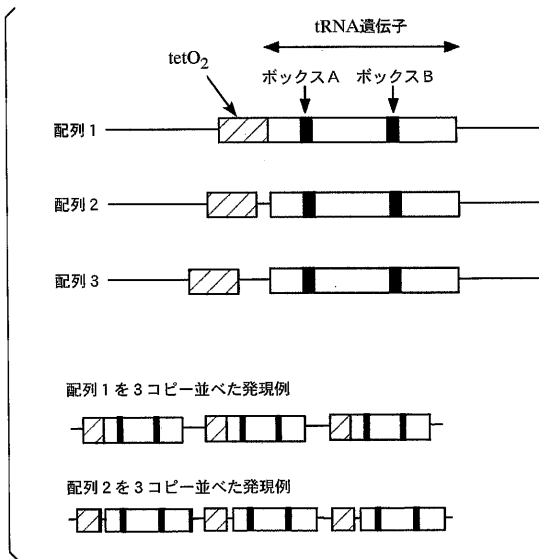 tRNA遺伝子
tetO2
ボックスA ボックスB
配列1
配列2
配列3
配列1を3コピー並べた発現例
配列2を3コピー並べた発現例